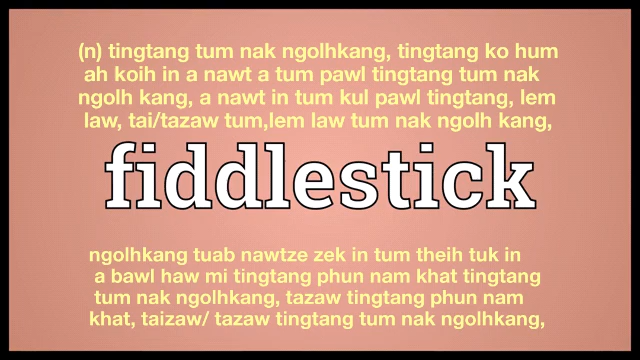 (n) tingtang tum nak ngolhkang, tingtang ko hum
ah koih in a nawt a tum pawl tingtang tum nak
ngolh kang, a nawt in tum kul pawl tingtang, lem
law, tai/tazaw tum,lem law tum nak ngolh kang,
fiddlestick
ngolhkang tuab nawtze zek in tum theih tuk in
a bawl haw mi tingtang phun nam khat tingtang
tum nak ngolhkang, tazaw tingtang phun nam
khat, taizaw/ tazaw tingtang tum nak ngolhkang,